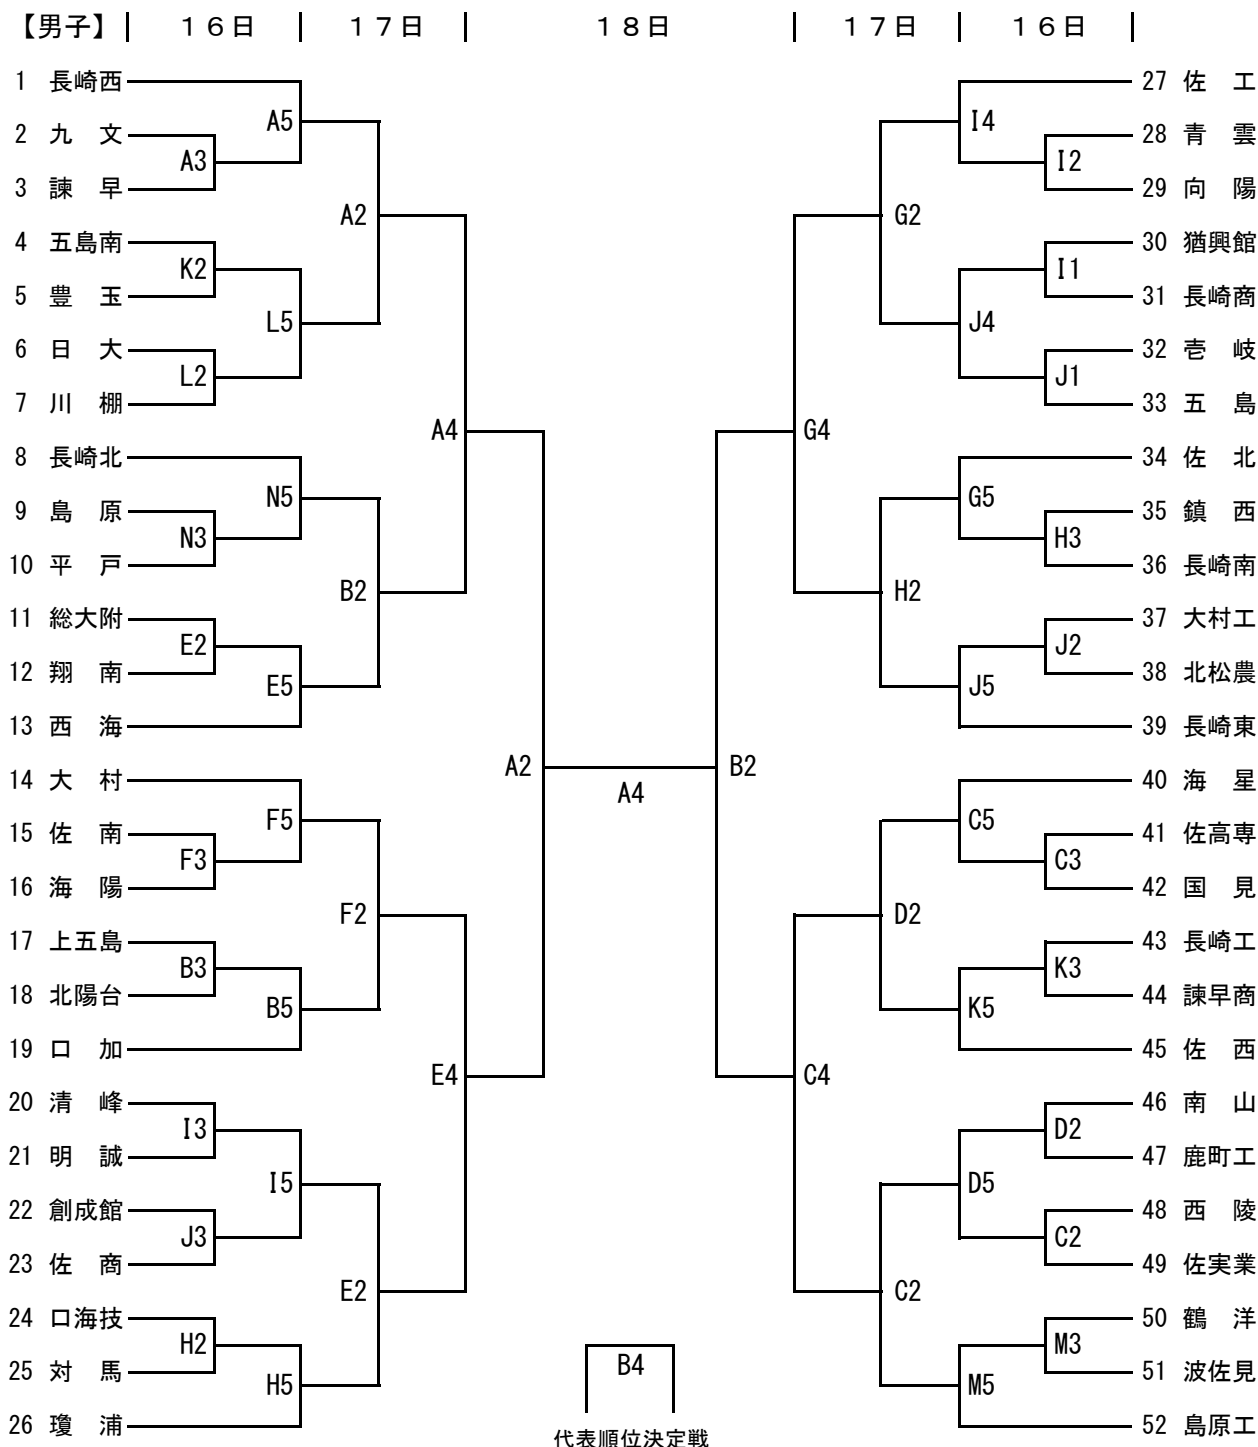 【男子】 １６日 １７日 １８日 １７日 １６日
1 長崎西 27 佐　工
A5 I4
2 九　文 28 青　雲
A3 I2
3 諫　早 29 向　陽
A2 G2
4 五島南 30 猶興館
K2 I1
5 豊　玉 31 長崎商
L5 J4
6 日　大 32 壱　岐
L2 J1
7 川　棚 33 五　島
A4 G4
8 長崎北 34 佐　北
N5 G5
9 島　原 35 鎮　西
N3 H3
10 平　戸 36 長崎南
B2 H2
11 総大附 37 大村工
E2 J2
12 翔　南 38 北松農
E5 J5
13 西　海 39 長崎東
A2 A4 B2
14 大　村 40 海　星
F5 C5
15 佐　南 41 佐高専
F3 C3
16 海　陽 42 国　見
F2 D2
17 上五島 43 長崎工
B3 K3
18 北陽台 44 諫早商
B5 K5
19 口　加 45 佐　西
E4 C4
20 清　峰 46 南　山
I3 D2
21 明　誠 47 鹿町工
I5 D5
22 創成館 48 西　陵
J3 C2
23 佐　商 49 佐実業
E2 C2
24 口海技 50 鶴　洋
H2 M3
25 対　馬 51 波佐見
H5 B4 M5
26 瓊　浦 52 島原工
代表順位決定戦